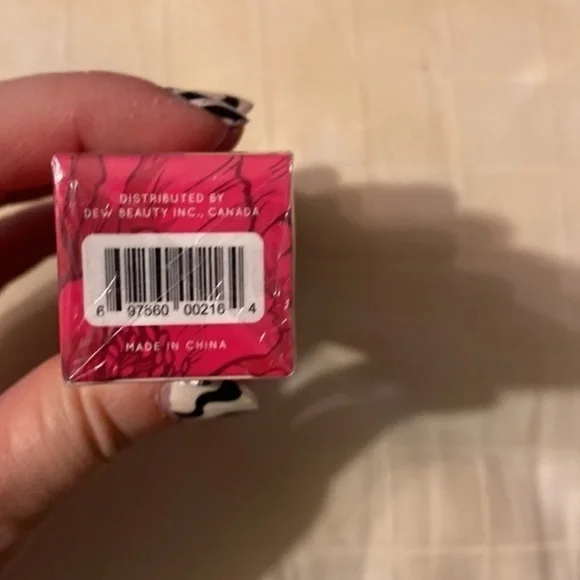 DISTRIBUTED BY
DEW BEAUTY INC., CANADA
6 97560 00216 4
MADE IN CHINA